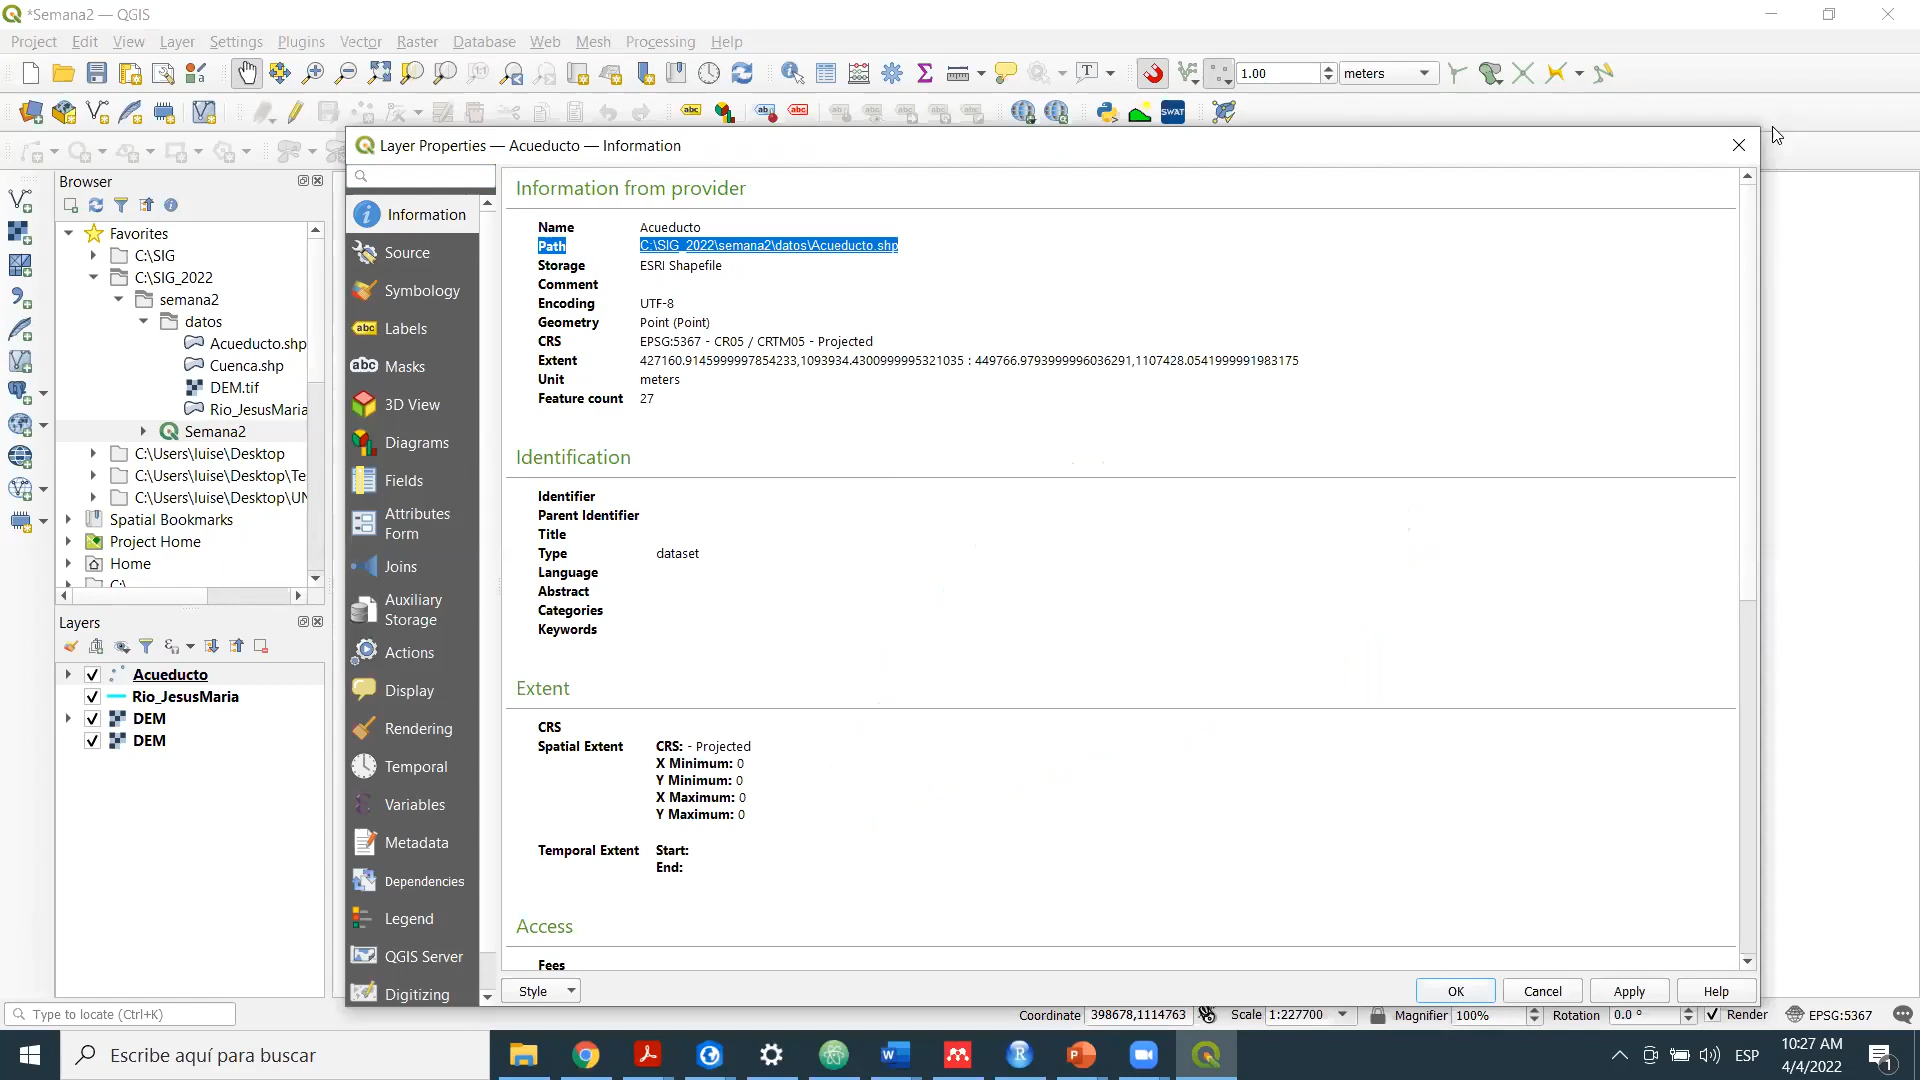 *Semana2 — QGIS
Project Edit View Layer Settings Plugins Vector Raster Database Web Mesh Processing Help
1.00 meters
Layer Properties — Acueducto — Information
Browser
Favorites
C:\SIG
C:\SIG_2022
semana2
datos
Acueducto.shp
Cuenca.shp
DEM.tif
Rio_JesusMaria
Semana2
C:\Users\luise\Desktop
C:\Users\luise\Desktop\Te
C:\Users\luise\Desktop\UN
Spatial Bookmarks
Project Home
Home
C:\
Layers
Acueducto
Rio_JesusMaria
DEM
DEM
Information
Source
Symbology
Labels
Masks
3D View
Diagrams
Fields
Attributes
Form
Joins
Auxiliary
Storage
Actions
Display
Rendering
Temporal
Variables
Metadata
Dependencies
Legend
QGIS Server
Digitizing
Information from provider
Name Acueducto
Path C:\SIG_2022\semana2\datos\Acueducto.shp
Storage ESRI Shapefile
Comment
Encoding UTF-8
Geometry Point (Point)
CRS EPSG:5367 - CR05 / CRTM05 - Projected
Extent 427160.9145999997854233,1093934.4300999995321035 : 449766.9793999996036291,1107428.0541999991983175
Unit meters
Feature count 27
Identification
Identifier
Parent Identifier
Title
Type dataset
Language
Abstract
Categories
Keywords
Extent
CRS
Spatial Extent CRS: - Projected
X Minimum: 0
Y Minimum: 0
X Maximum: 0
Y Maximum: 0
Temporal Extent Start:
End:
Access
Fees
Style OK Cancel Apply Help
Type to locate (Ctrl+K) Coordinate 398678,1114763 Scale 1:227700 Magnifier 100% Rotation 0.0 ° Render EPSG:5367
Escribe aquí para buscar
ESP
10:27 AM
4/4/2022
1